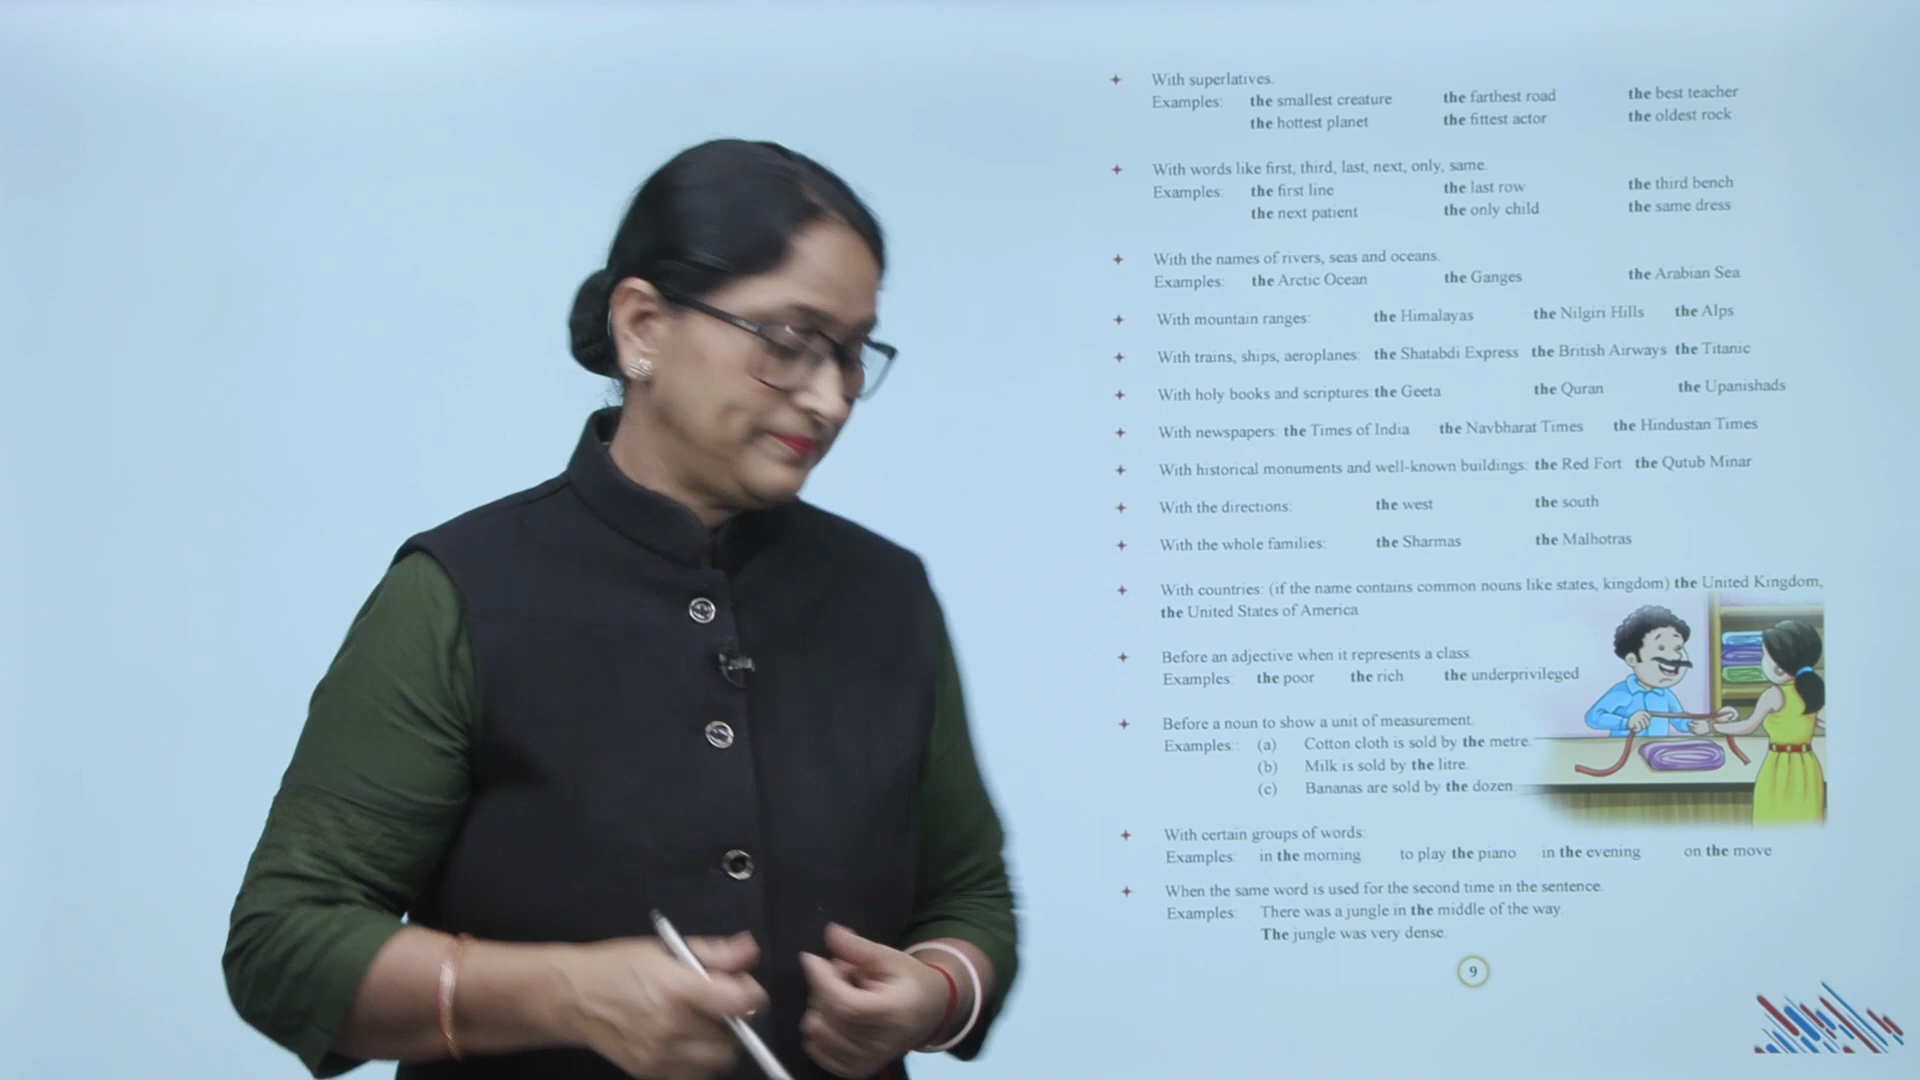 With superlatives.
Examples: the smallest creature the farthest road the best teacher
the hottest planet the fittest actor the oldest rock
With words like first, third, last, next, only, same.
Examples: the first line the last row the third bench
the next patient the only child the same dress
With the names of rivers, seas and oceans.
Examples: the Arctic Ocean the Ganges the Arabian Sea
With mountain ranges: the Himalayas the Nilgiri Hills the Alps
With trains, ships, aeroplanes: the Shatabdi Express the British Airways the Titanic
With holy books and scriptures: the Geeta the Quran the Upanishads
With newspapers: the Times of India the Navbharat Times the Hindustan Times
With historical monuments and well-known buildings: the Red Fort the Qutub Minar
With the directions: the west the south
With the whole families: the Sharmas the Malhotras
With countries: (if the name contains common nouns like states, kingdom) the United Kingdom,
the United States of America
Before an adjective when it represents a class.
Examples: the poor the rich the underprivileged
Before a noun to show a unit of measurement.
Examples: (a) Cotton cloth is sold by the metre.
(b) Milk is sold by the litre.
(c) Bananas are sold by the dozen.
With certain groups of words:
Examples: in the morning to play the piano in the evening on the move
When the same word is used for the second time in the sentence.
Examples: There was a jungle in the middle of the way.
The jungle was very dense.
9